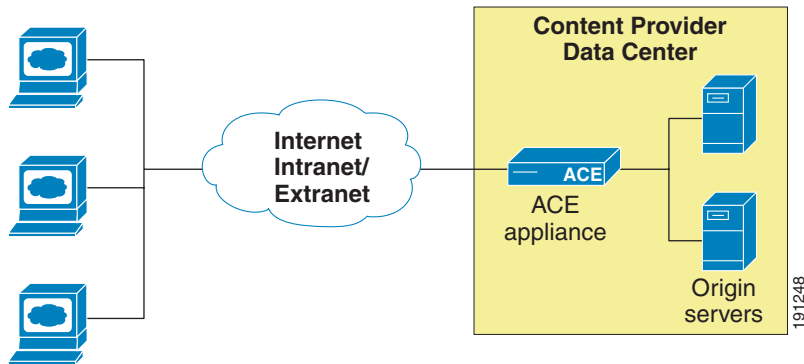 Content Provider
Data Center
Internet
Intranet/
Extranet
ACE
ACE
appliance
Origin
servers
191248